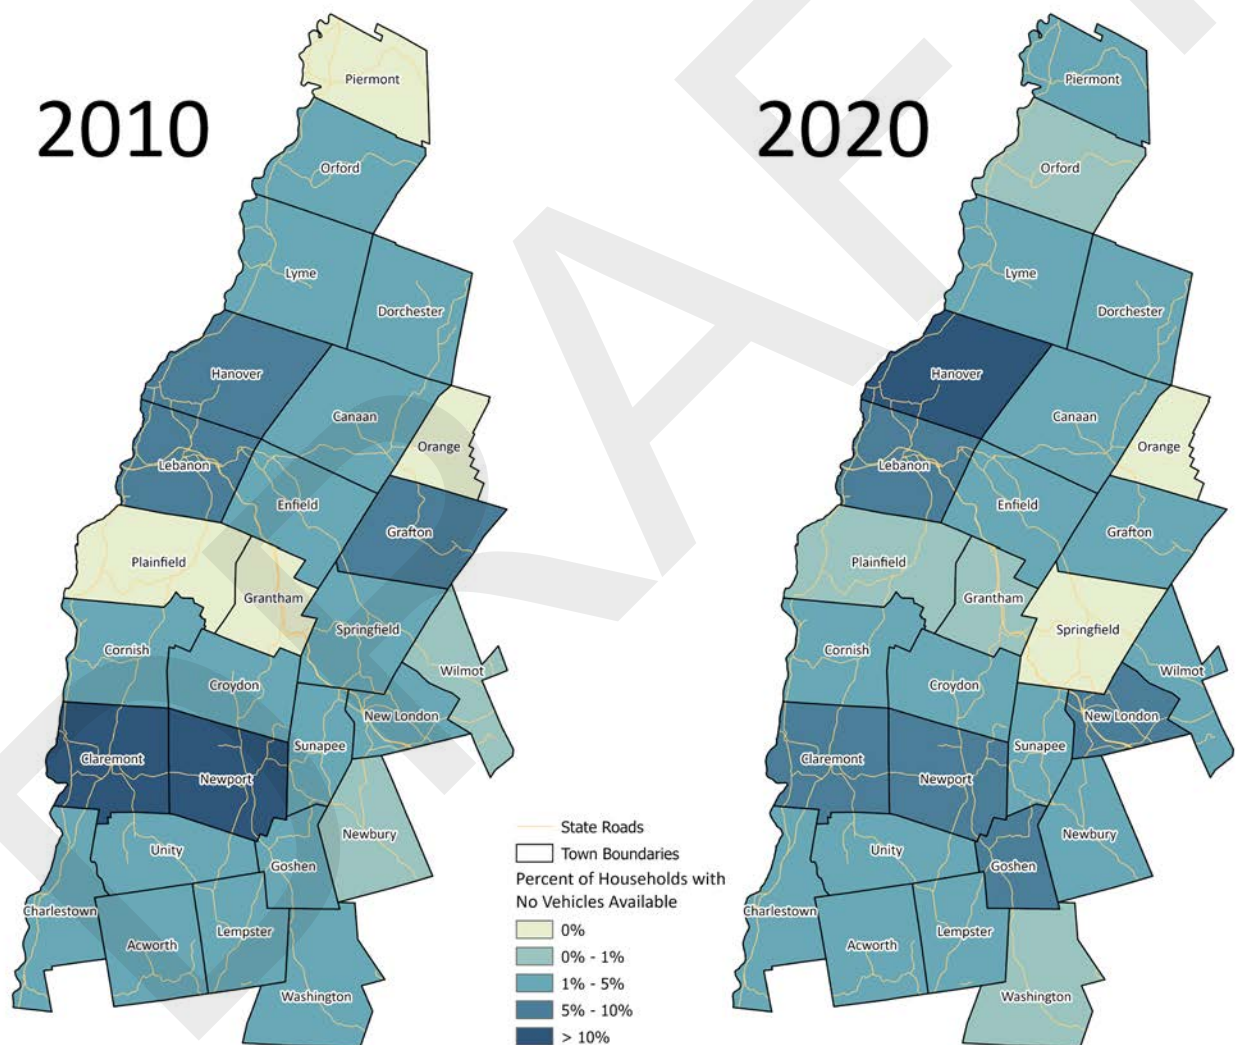 2010
Piermont
Orford
Lyme
Dorchester
Hanover
Canaan
Orange
Lebanon
Enfield
Grafton
Plainfield
Grantham
Springfield
Cornish
Wilmot
Croydon
New London
Sunapee
Claremont
Newport
Newbury
Unity
Goshen
Charlestown
Lempster
Acworth
Washington
State Roads
Town Boundaries
Percent of Households with
No Vehicles Available
0%
0% - 1%
1% - 5%
5% - 10%
> 10%
2020
Piermont
Orford
Lyme
Dorchester
Hanover
Canaan
Orange
Lebanon
Enfield
Grafton
Plainfield
Grantham
Springfield
Cornish
Wilmot
Croydon
New London
Sunapee
Claremont
Newport
Newbury
Unity
Goshen
Charlestown
Lempster
Acworth
Washington
DRAFT